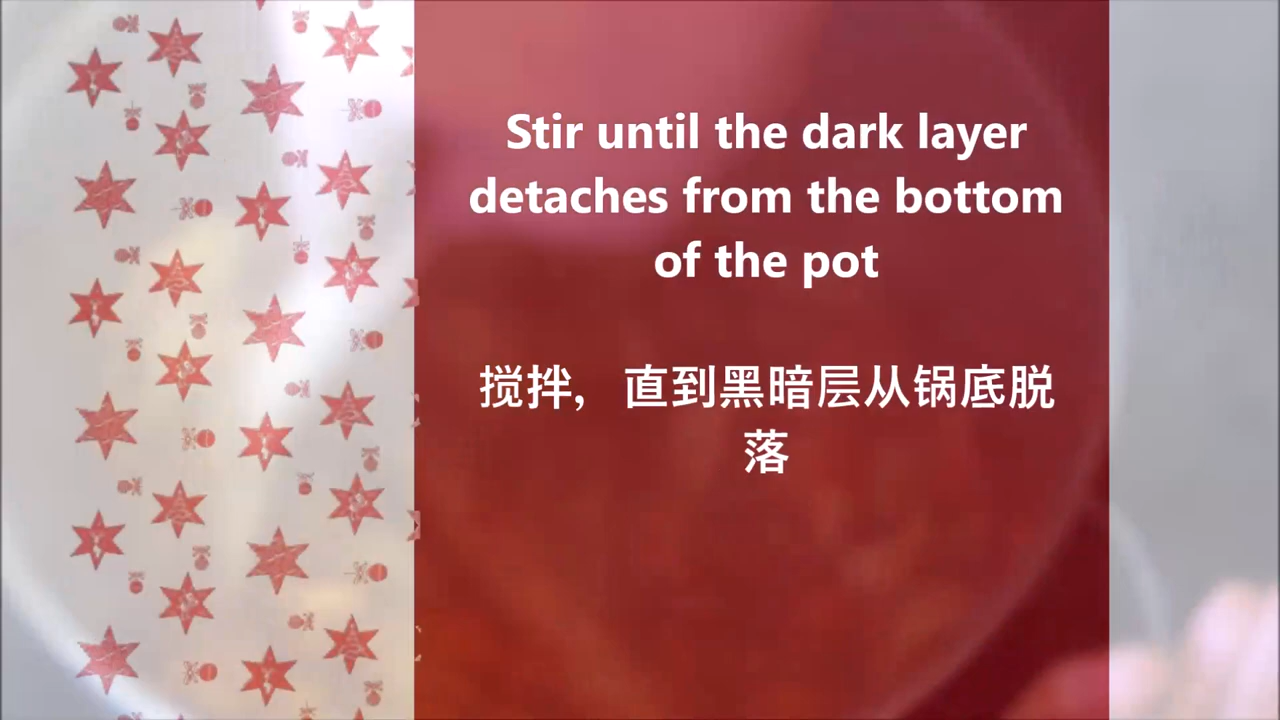 Stir until the dark layer
detaches from the bottom
of the pot
搅拌，直到黑暗层从锅底脱
落